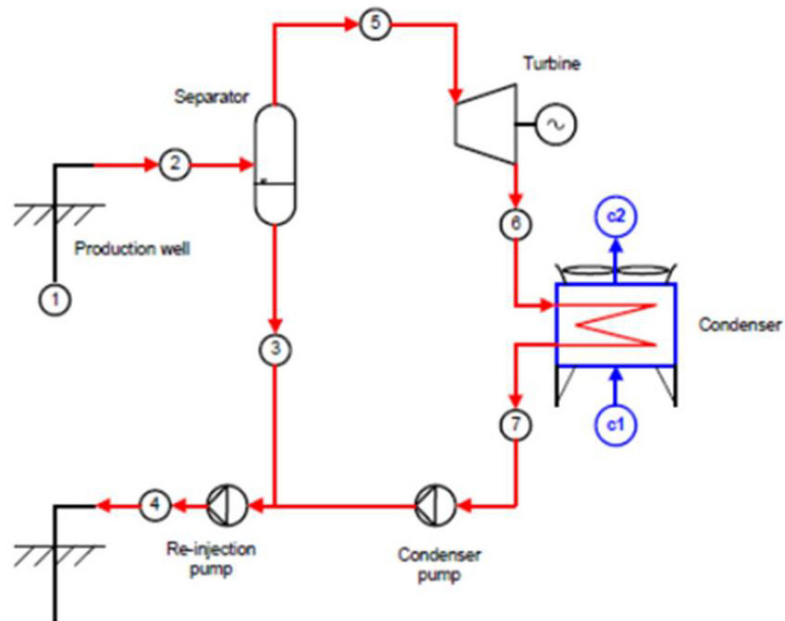 5
Turbine
Separator
2
6
c2
Production well
1
Condenser
3
7
c1
4
Re-injection
pump
Condenser
pump